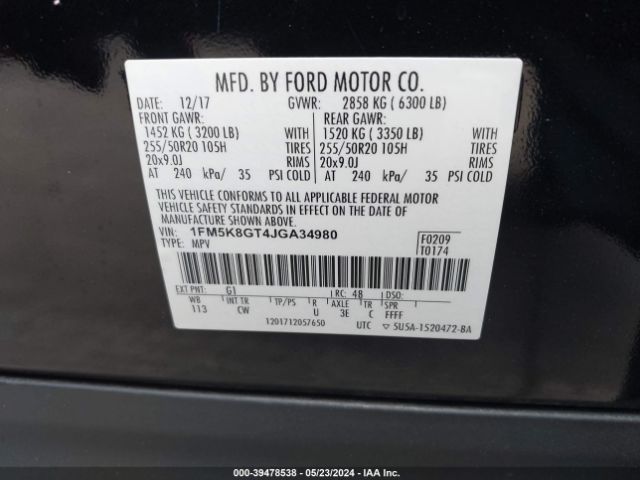 MFD. BY FORD MOTOR CO.
DATE: 12/17 GVWR: 2858 KG ( 6300 LB)
FRONT GAWR: REAR GAWR:
1452 KG ( 3200 LB) WITH 1520 KG ( 3350 LB) WITH
255/50R20 105H TIRES 255/50R20 105H TIRES
20x9.0J RIMS 20x9.0J RIMS
AT 240 kPa/ 35 PSI COLD AT 240 kPa/ 35 PSI COLD
THIS VEHICLE CONFORMS TO ALL APPLICABLE FEDERAL MOTOR
VEHICLE SAFETY STANDARDS IN EFFECT ON THE DATE OF
MANUFACTURE SHOWN ABOVE.
VIN: 1FM5K8GT4JGA34980 F0209
TYPE: MPV T0174
EXT PNT: G1 RC: 48 DSO:
WB INT TR TP/PS R AXLE TR SPR
113 CW U 3E C FFFF
1201712057650 UTC ▽ 5U5A-1520472-BA
000-39478538 - 05/23/2024 - IAA Inc.